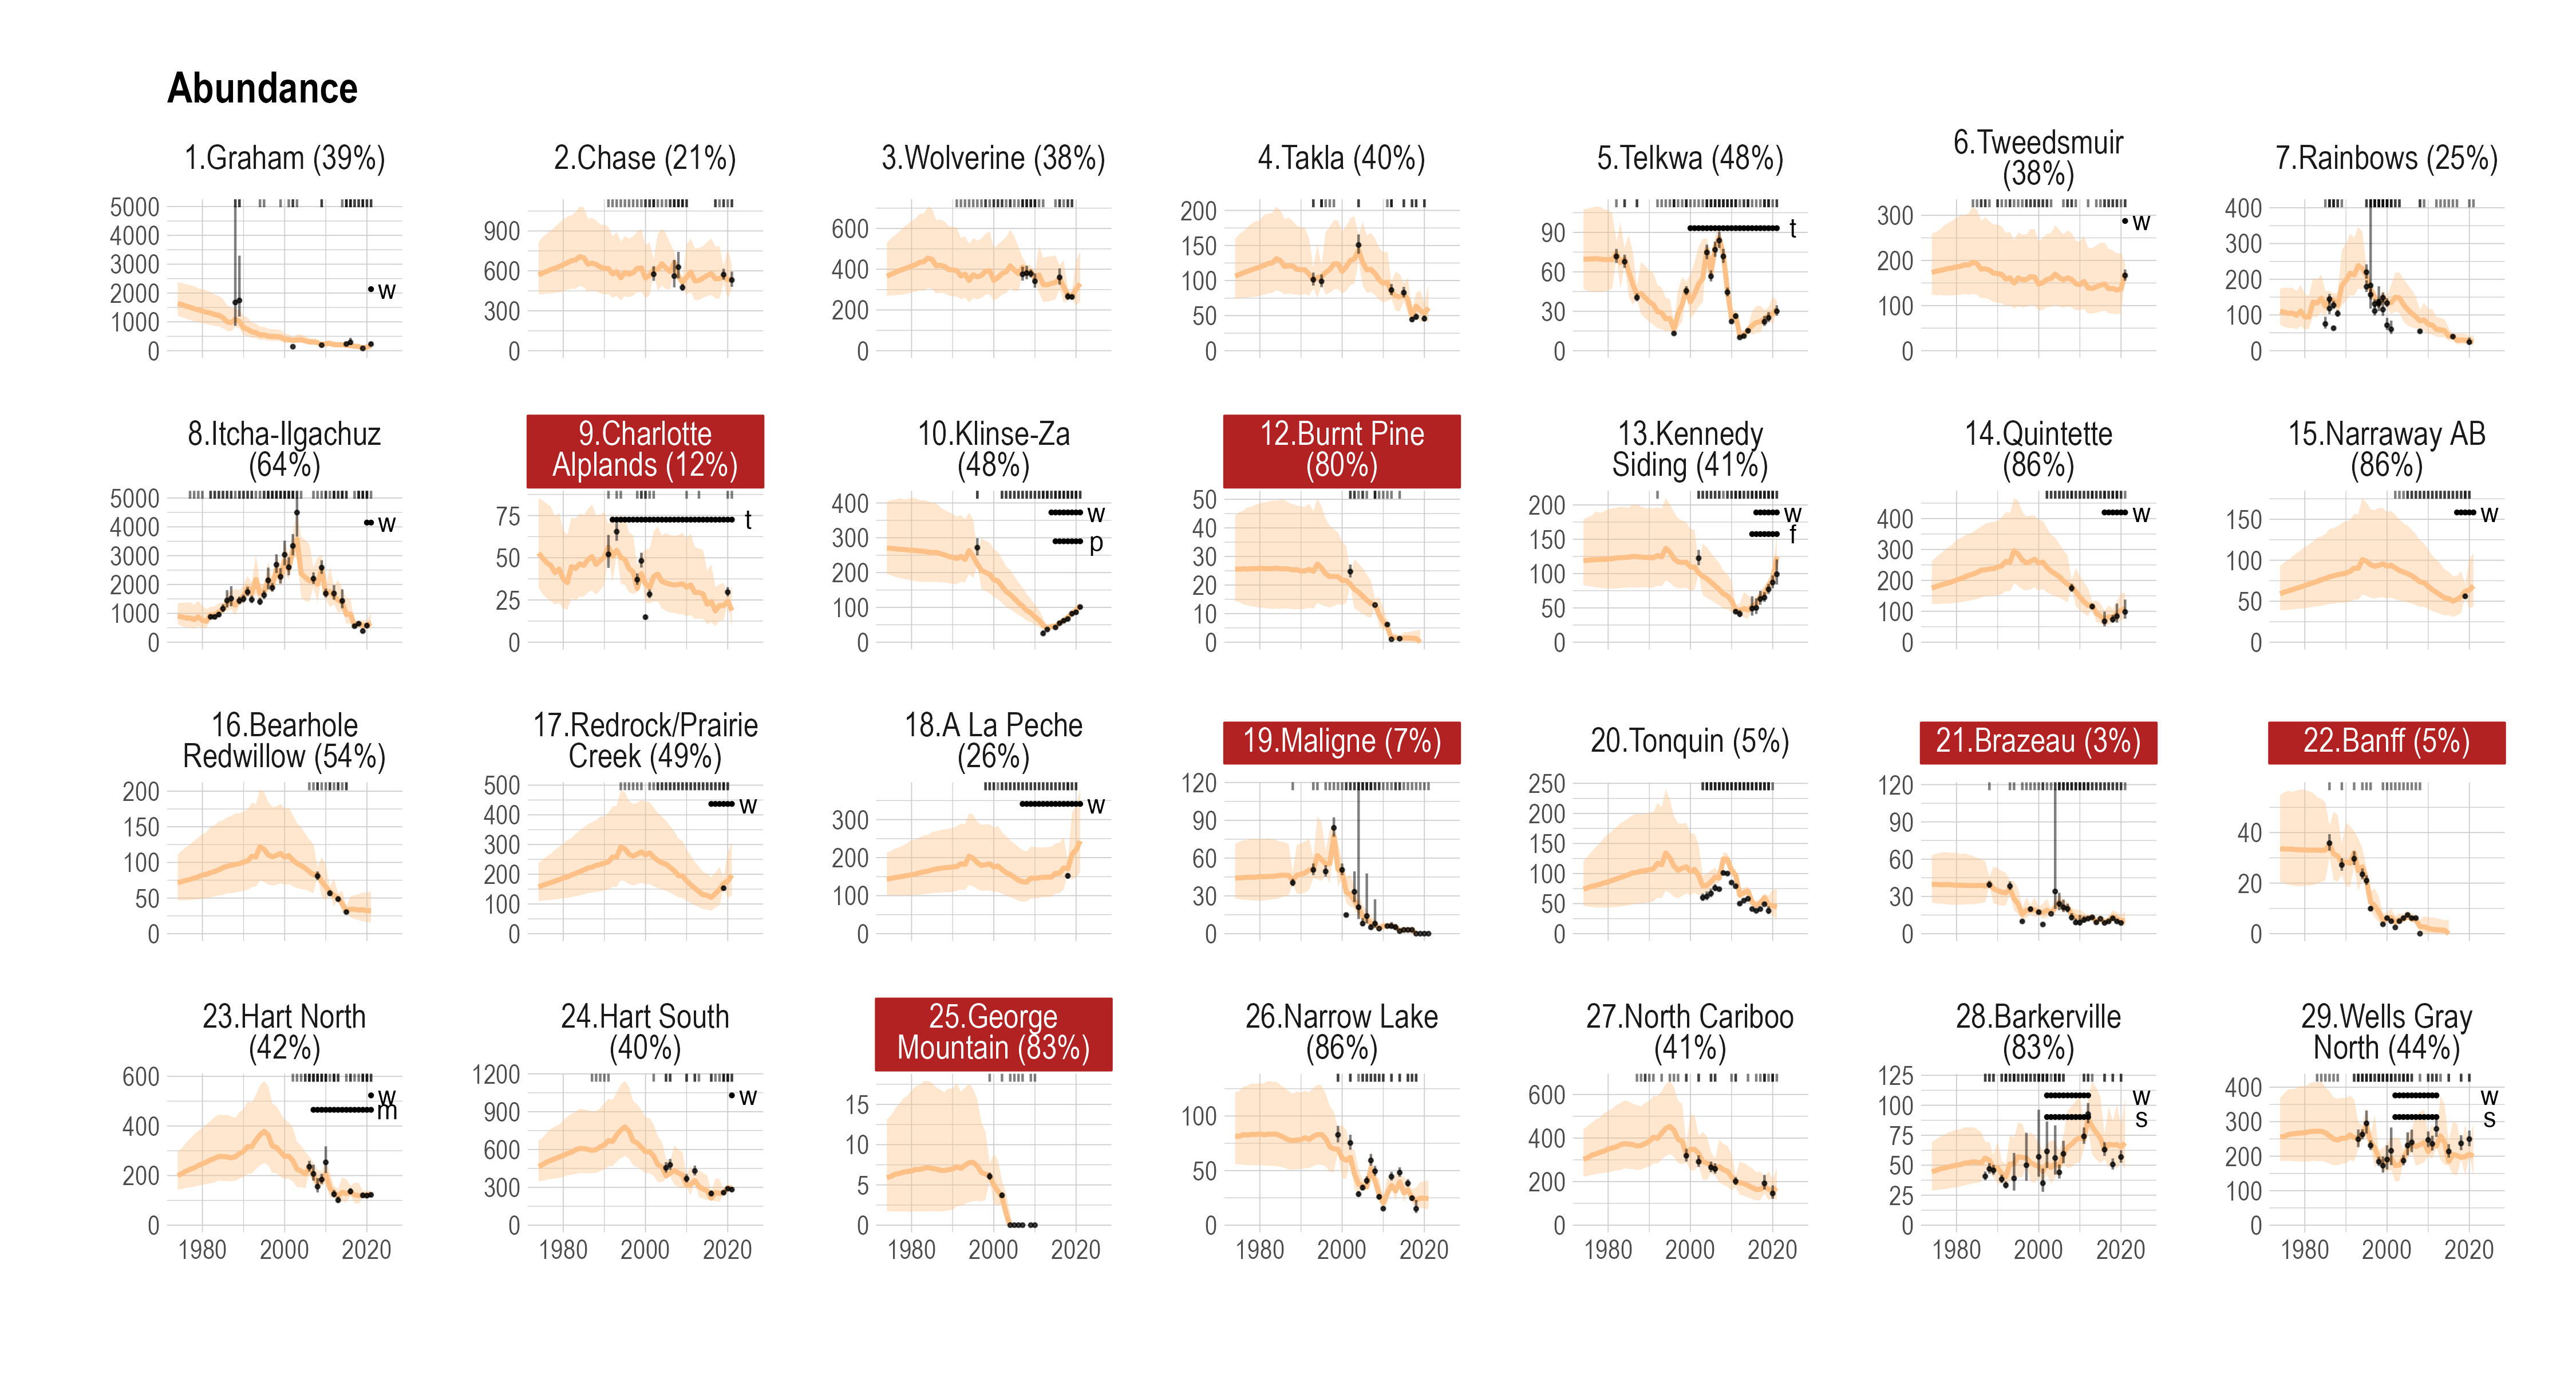 Abundance
1.Graham (39%)
2.Chase (21%)
3.Wolverine (38%)
4.Takla (40%)
5.Telkwa (48%)
6.Tweedsmuir
(38%)
7.Rainbows (25%)
5000
4000
3000
2000
1000
0
w
900
600
300
0
600
400
200
0
200
150
100
50
0
90
60
30
0
t
300
200
100
0
w
400
300
200
100
0
8.Itcha-Ilgachuz
(64%)
9.Charlotte
Alplands (12%)
10.Klinse-Za
(48%)
12.Burnt Pine
(80%)
13.Kennedy
Siding (41%)
14.Quintette
(86%)
15.Narraway AB
(86%)
5000
4000
3000
2000
1000
0
w
75
50
25
0
t
400
300
200
100
0
w
p
50
40
30
20
10
0
200
150
100
50
0
w
f
400
300
200
100
0
w
150
100
50
0
w
16.Bearhole
Redwillow (54%)
17.Redrock/Prairie
Creek (49%)
18.A La Peche
(26%)
19.Maligne (7%)
20.Tonquin (5%)
21.Brazeau (3%)
22.Banff (5%)
200
150
100
50
0
500
400
300
200
100
0
w
300
200
100
0
w
120
90
60
30
0
250
200
150
100
50
0
120
90
60
30
0
40
20
0
23.Hart North
(42%)
24.Hart South
(40%)
25.George
Mountain (83%)
26.Narrow Lake
(86%)
27.North Cariboo
(41%)
28.Barkerville
(83%)
29.Wells Gray
North (44%)
600
400
200
0
w
m
1980 2000 2020
1200
900
600
300
0
w
1980 2000 2020
15
10
5
0
1980 2000 2020
100
50
0
1980 2000 2020
600
400
200
0
1980 2000 2020
125
100
75
50
25
0
w
s
1980 2000 2020
400
300
200
100
0
w
s
1980 2000 2020